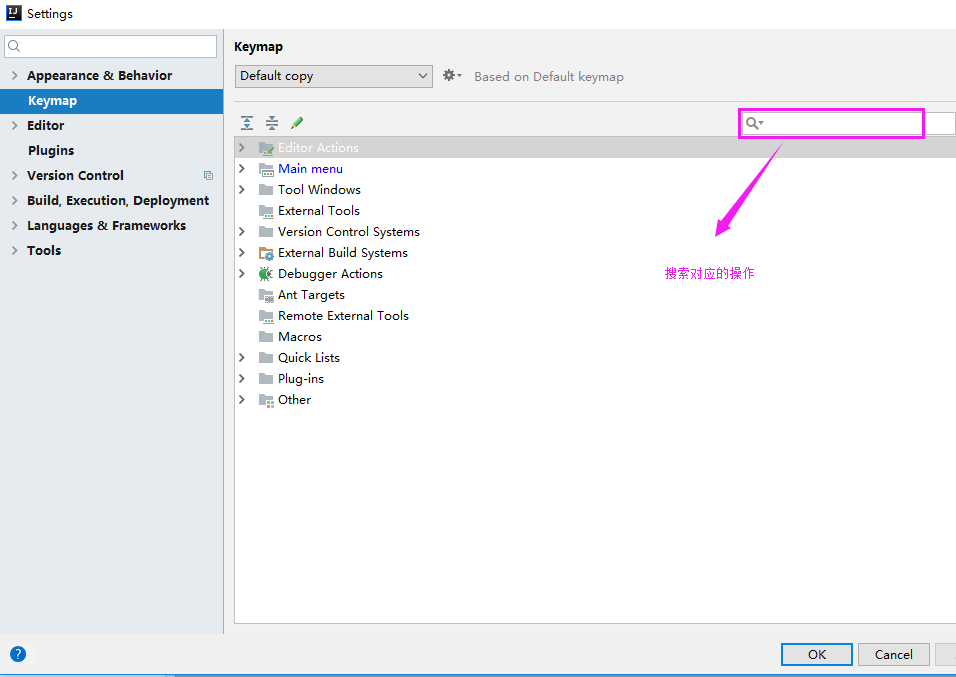 IJ Settings
Keymap
Appearance & Behavior
Default copy
Based on Default keymap
Keymap
Editor
Plugins
Version Control
Build, Execution, Deployment
Languages & Frameworks
Tools
Editor Actions
Main menu
Tool Windows
External Tools
Version Control Systems
External Build Systems
Debugger Actions
搜索对应的操作
Ant Targets
Remote External Tools
Macros
Quick Lists
Plug-ins
Other
?
OK
Cancel